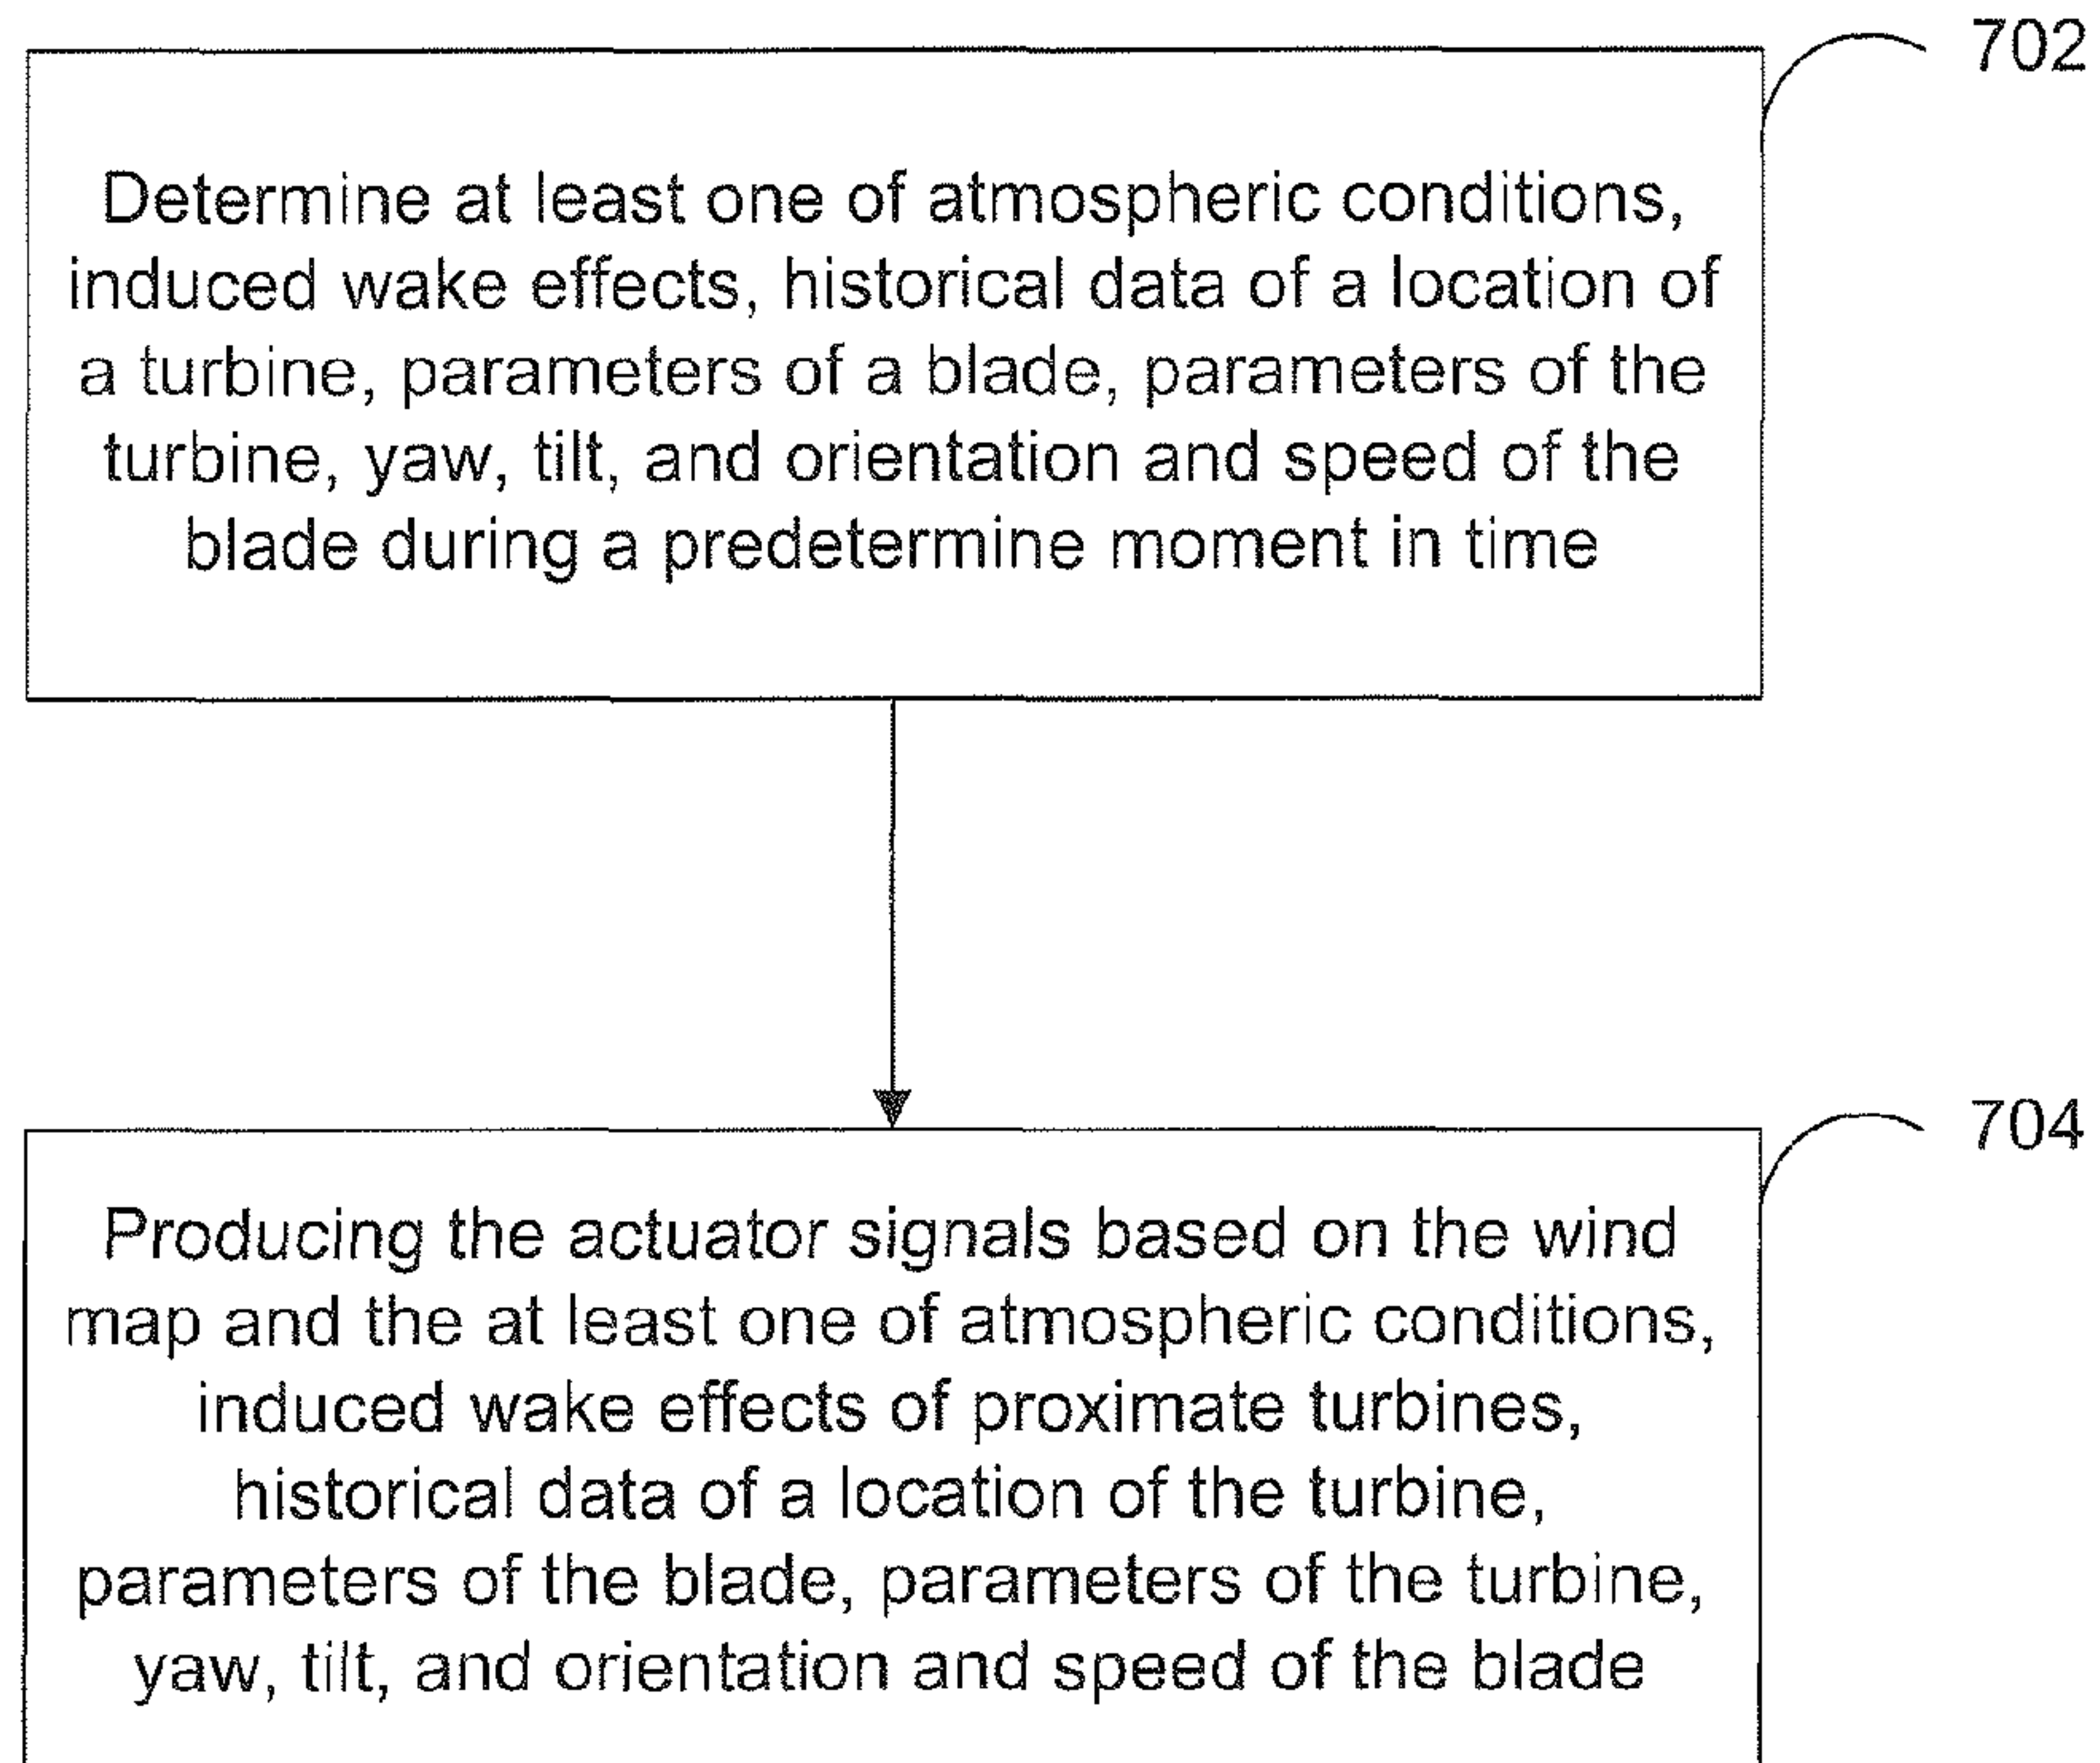 702
Determine at least one of atmospheric conditions,
induced wake effects, historical data of a location of
a turbine, parameters of a blade, parameters of the
turbine, yaw, tilt, and orientation and speed of the
blade during a predetermine moment in time
704
Producing the actuator signals based on the wind
map and the at least one of atmospheric conditions,
induced wake effects of proximate turbines,
historical data of a location of the turbine,
parameters of the blade, parameters of the turbine,
yaw, tilt, and orientation and speed of the blade